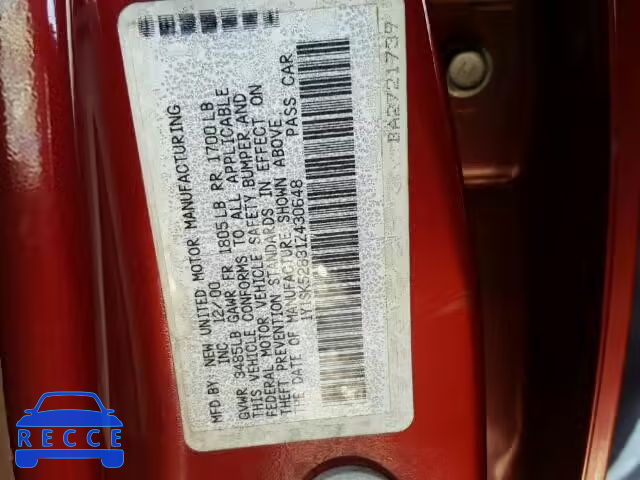 MFD.BY: NEW UNITED MOTOR MANUFACTURING
INC 12/00
GVWR 3485LB GAWR FR 1805LB RR 1700LB
THIS VEHICLE CONFORMS TO ALL APPLICABLE
FEDERAL MOTOR VEHICLE SAFETY BUMPER AND
THEFT PREVENTION STANDARDS IN EFFECT ON
THE DATE OF MANUFACTURE SHOWN ABOVE.
1Y1SK52831Z430648 PASS CAR
BA2721739
RECCE